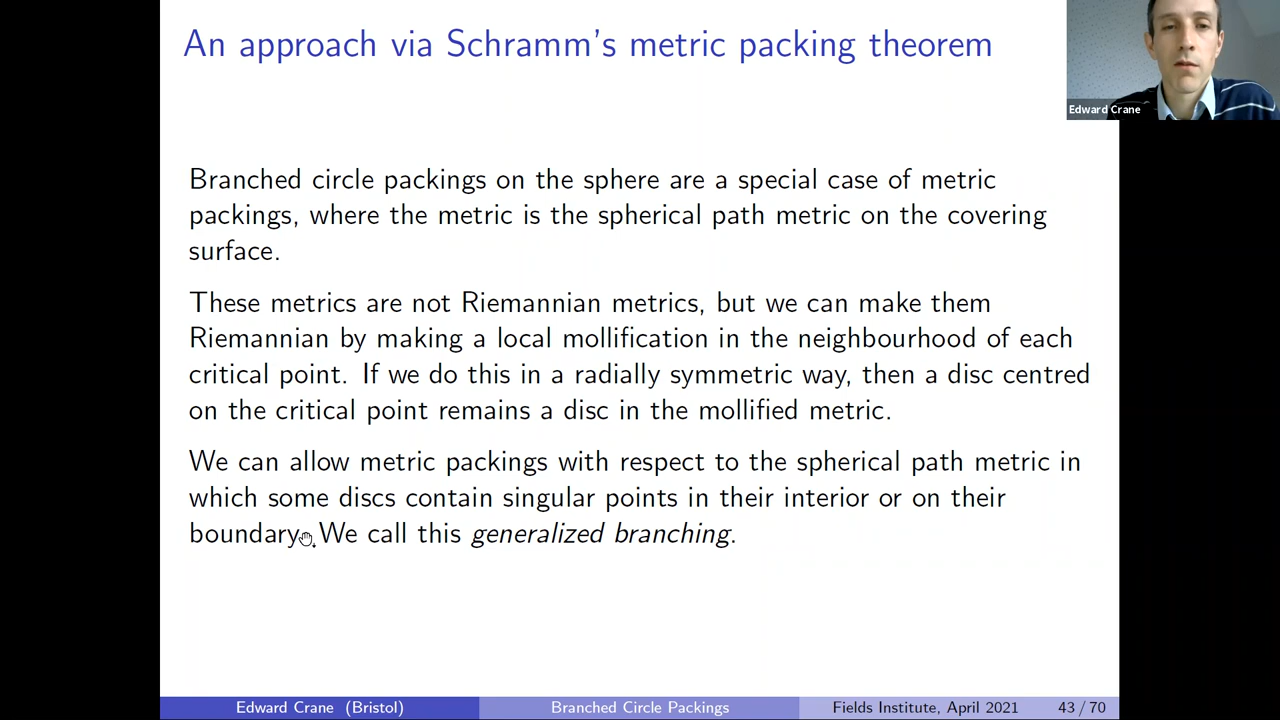 An approach via Schramm's metric packing theorem
Edward Crane
Branched circle packings on the sphere are a special case of metric
packings, where the metric is the spherical path metric on the covering
surface.
These metrics are not Riemannian metrics, but we can make them
Riemannian by making a local mollification in the neighbourhood of each
critical point. If we do this in a radially symmetric way, then a disc centred
on the critical point remains a disc in the mollified metric.
We can allow metric packings with respect to the spherical path metric in
which some discs contain singular points in their interior or on their
boundary. We call this generalized branching.
Edward Crane (Bristol) Branched Circle Packings Fields Institute, April 2021 43 / 70